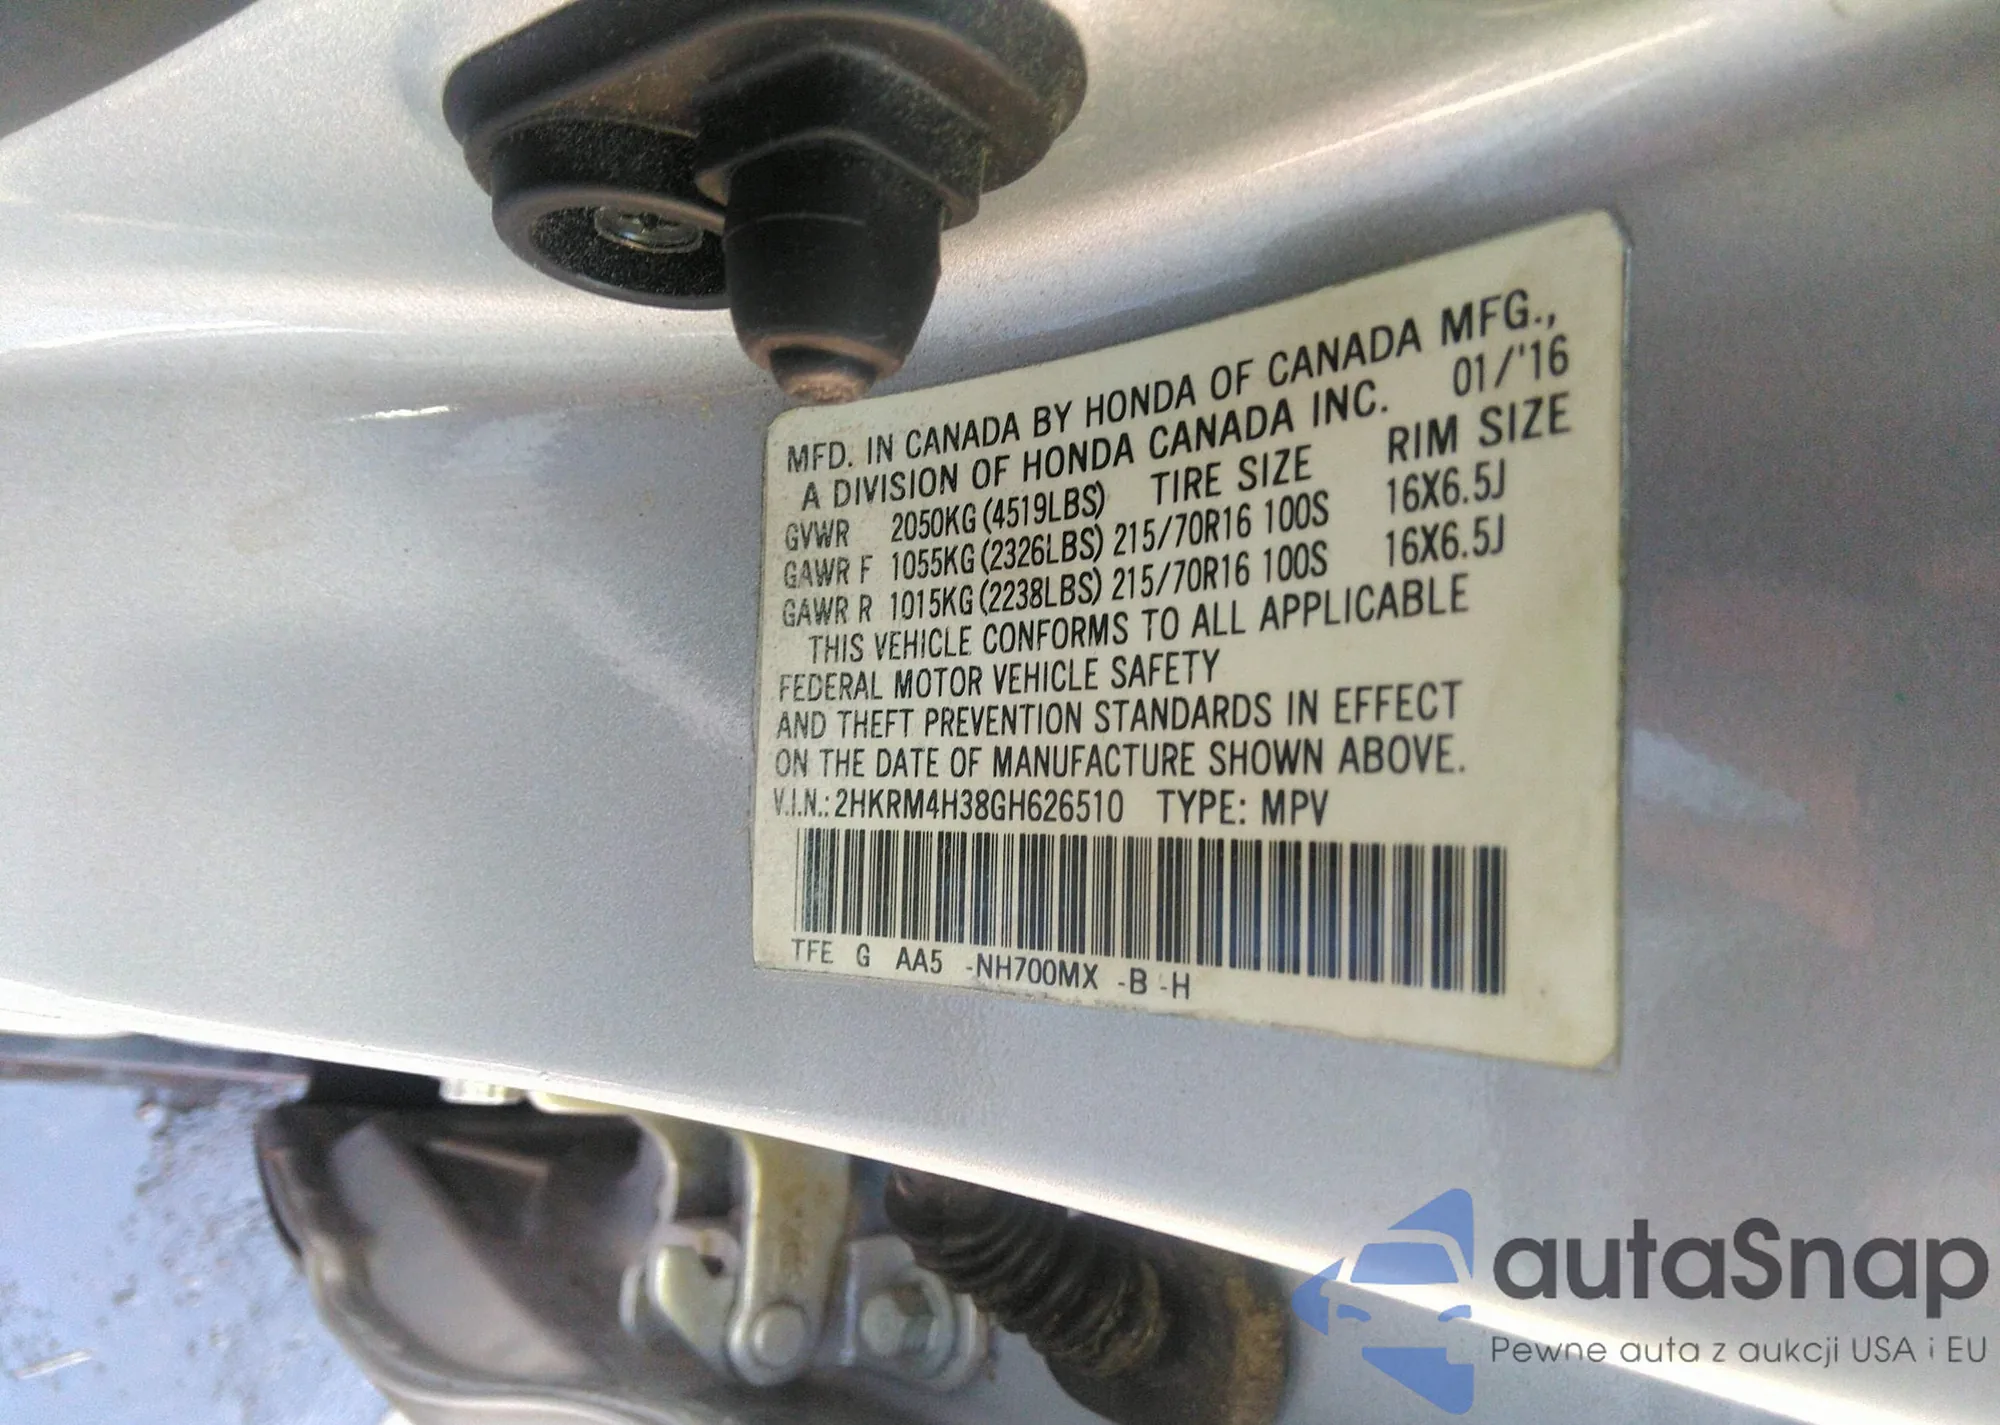 MFD. IN CANADA BY HONDA OF CANADA MFG.,
A DIVISION OF HONDA CANADA INC. 01/'16
GVWR 2050KG(4519LBS) TIRE SIZE RIM SIZE
GAWR F 1055KG(2326LBS) 215/70R16 100S 16X6.5J
GAWR R 1015KG(2238LBS) 215/70R16 100S 16X6.5J
THIS VEHICLE CONFORMS TO ALL APPLICABLE
FEDERAL MOTOR VEHICLE SAFETY
AND THEFT PREVENTION STANDARDS IN EFFECT
ON THE DATE OF MANUFACTURE SHOWN ABOVE.
V.I.N.: 2HKRM4H38GH626510 TYPE: MPV
TFE G AA5 -NH700MX -B -H
autaSnap
Pewne auta z aukcji USA i EU